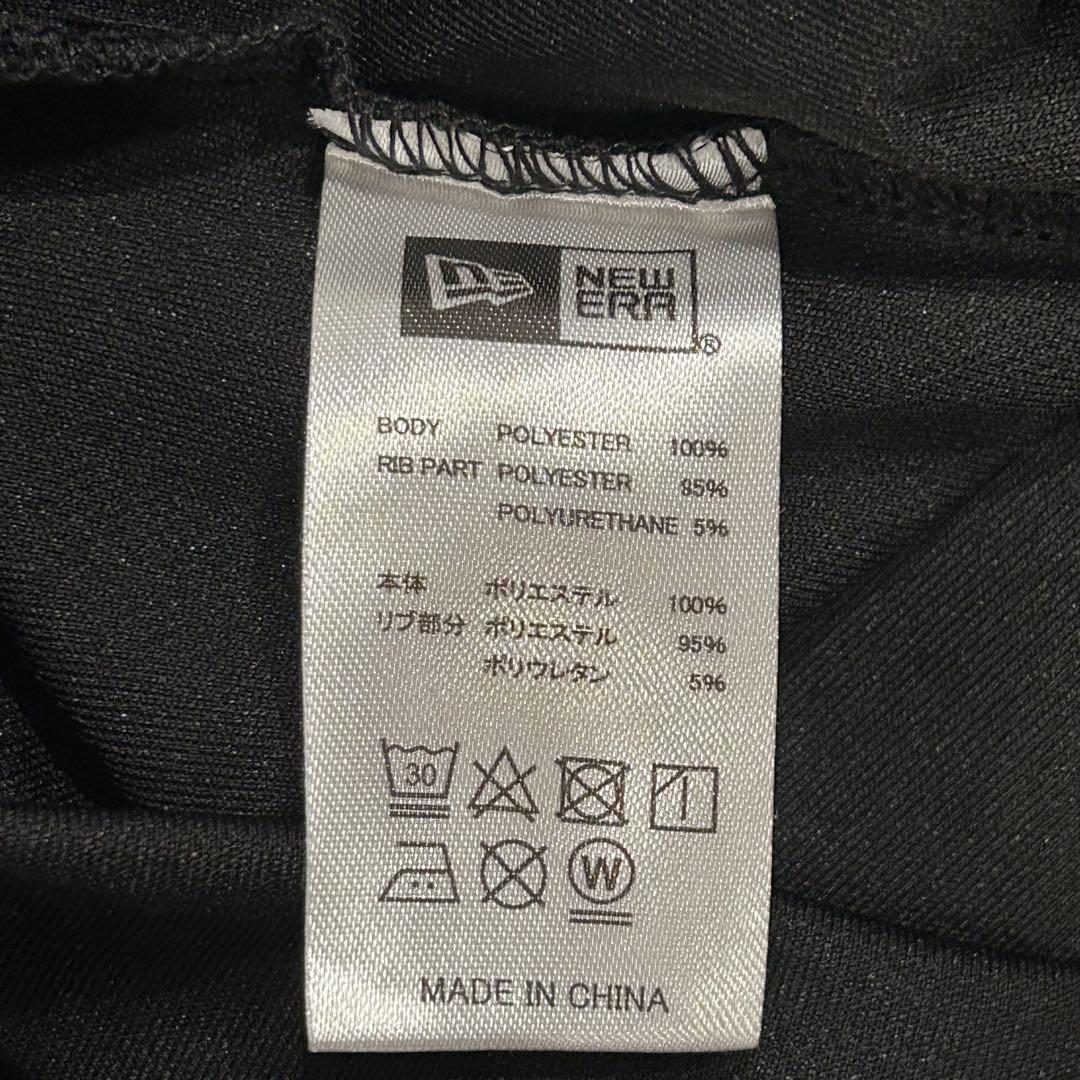 NEW
ERA
®
BODY POLYESTER 100%
RIB PART POLYESTER 95%
POLYURETHANE 5%
本体 ポリエステル 100%
リブ部分 ポリエステル 95%
ポリウレタン 5%
30
W
MADE IN CHINA